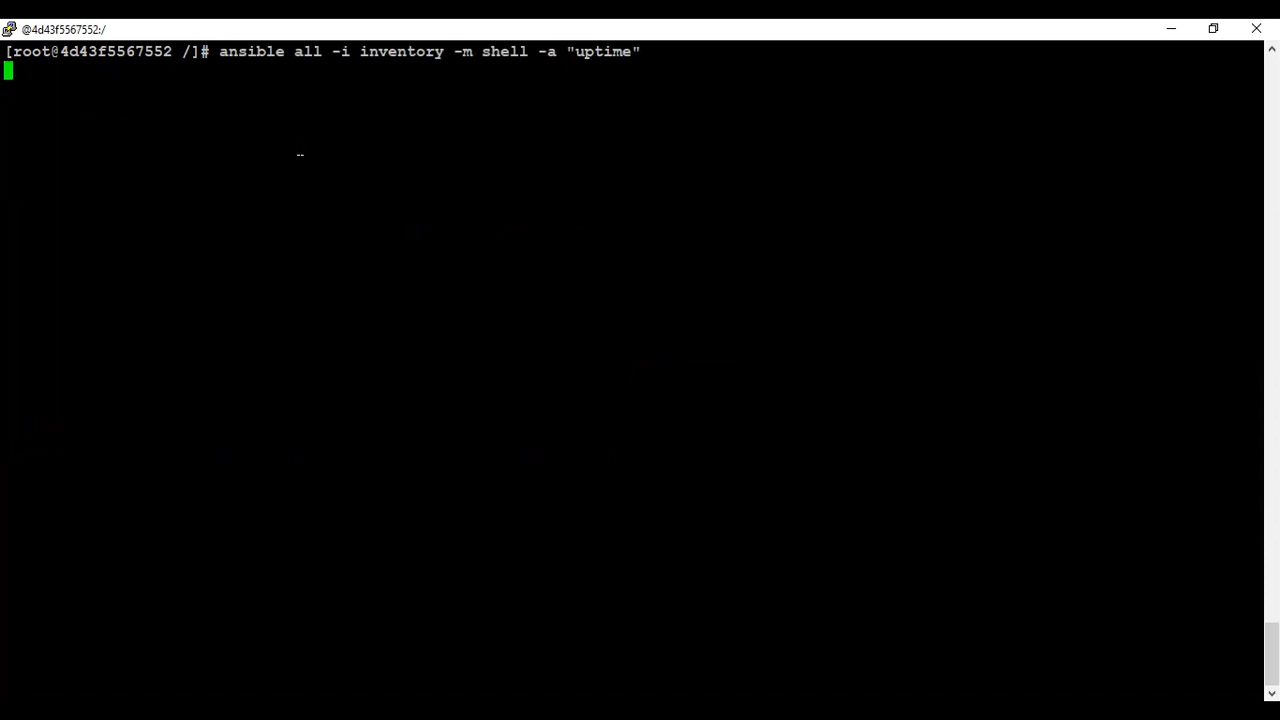 @4d43f5567552:/
[root@4d43f5567552 /]# ansible all -i inventory -m shell -a "uptime"